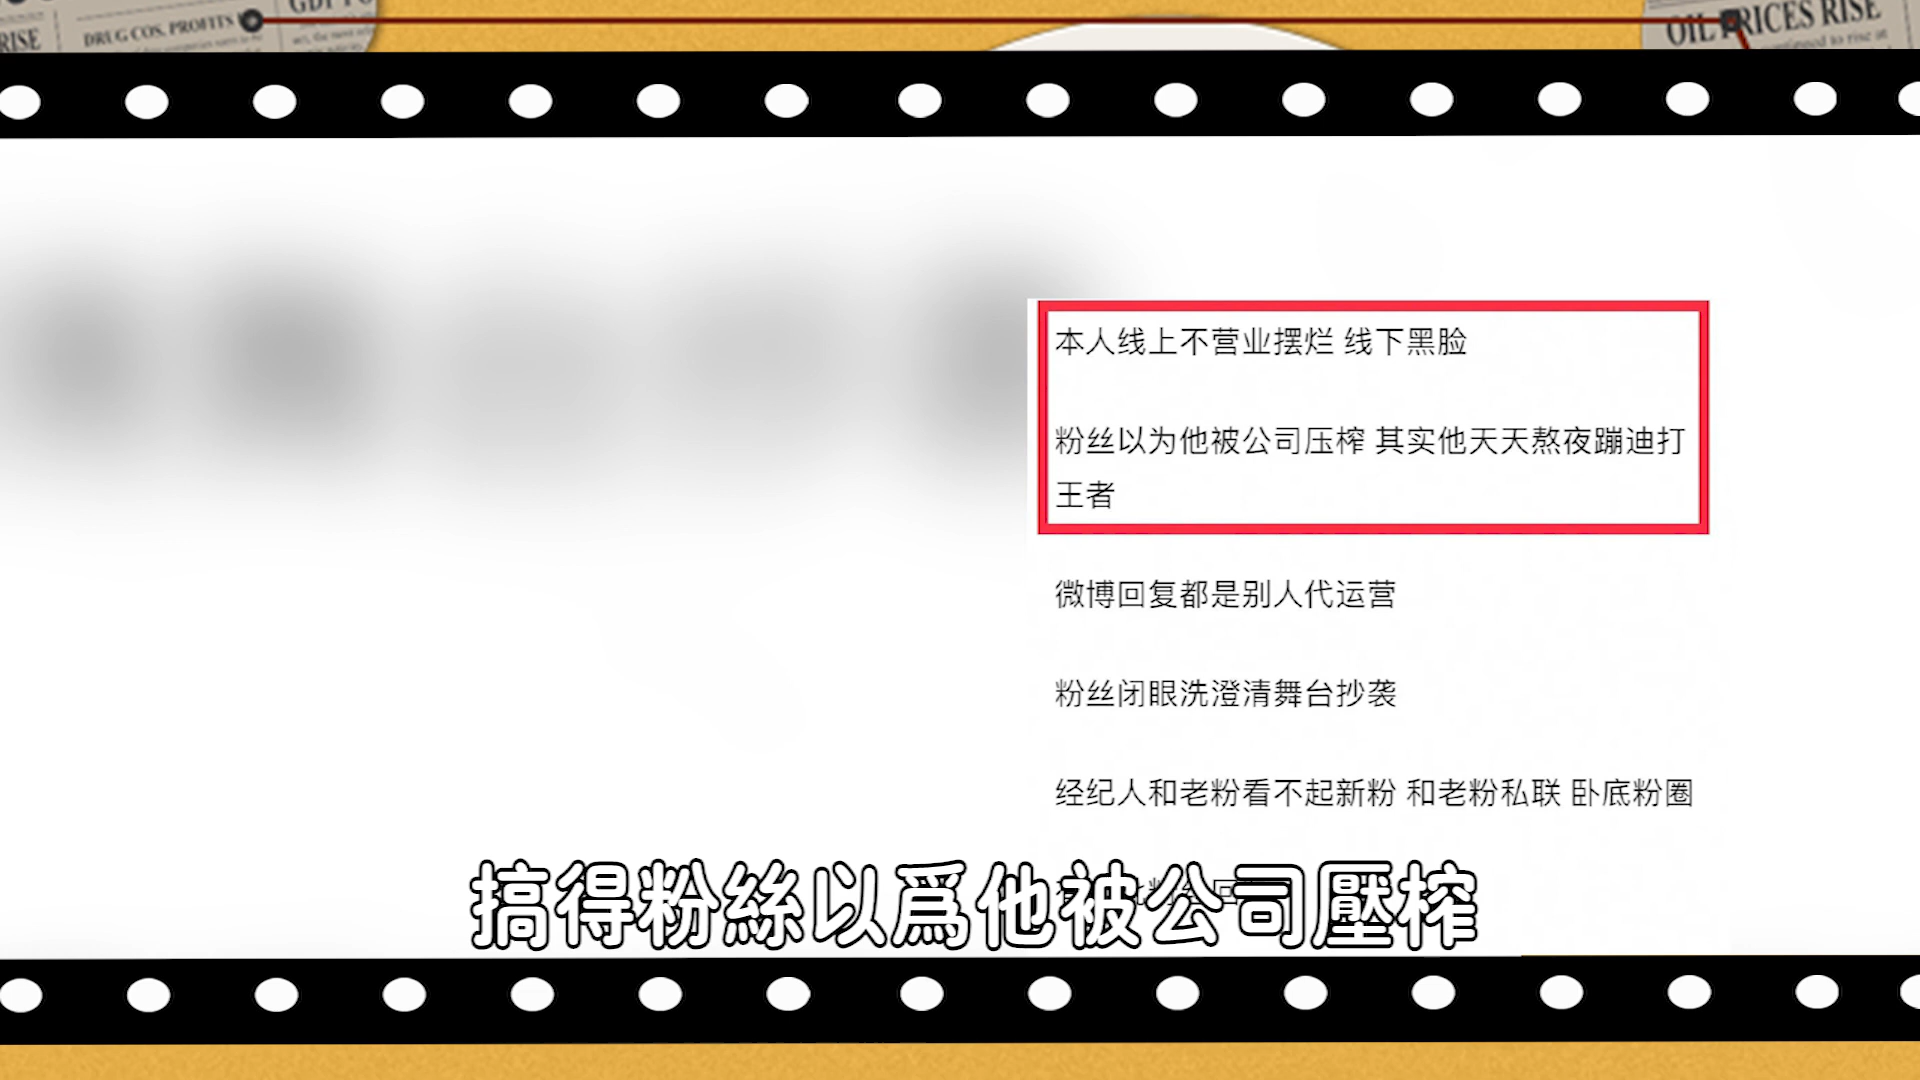 RISE
DRUG COS. PROFITS
OIL PRICES RISE
continued to rise at
本人线上不营业摆烂 线下黑脸
粉丝以为他被公司压榨 其实他天天熬夜蹦迪打
王者
微博回复都是别人代运营
粉丝闭眼洗澄清舞台抄袭
经纪人和老粉看不起新粉 和老粉私联 卧底粉圈
搞得粉絲以爲他被公司壓榨